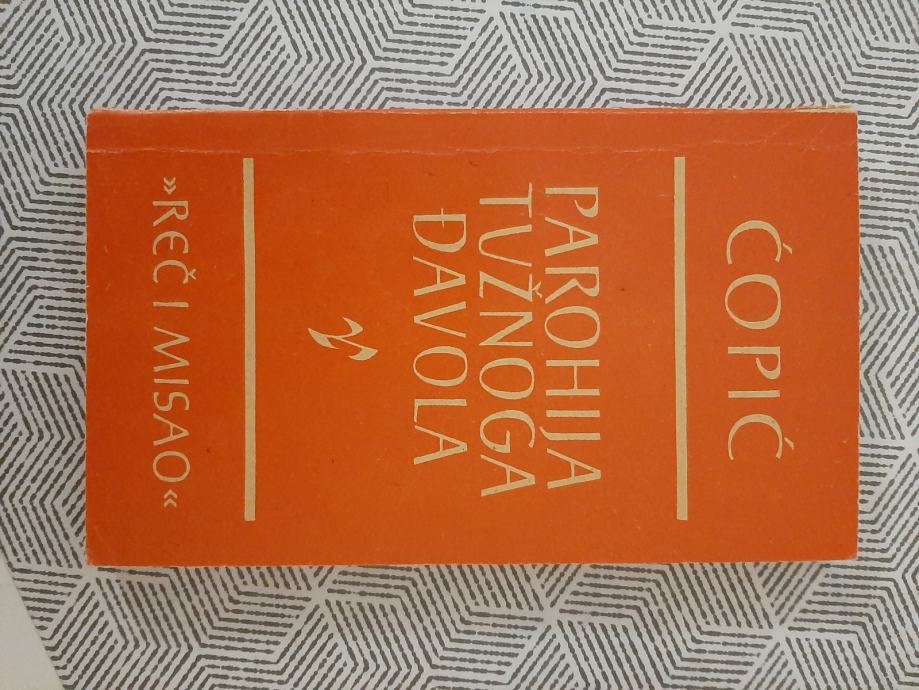 ĆOPIĆ
PAROHIJA
TUŽNOGA
ĐAVOLA
»REČ I MISAO«